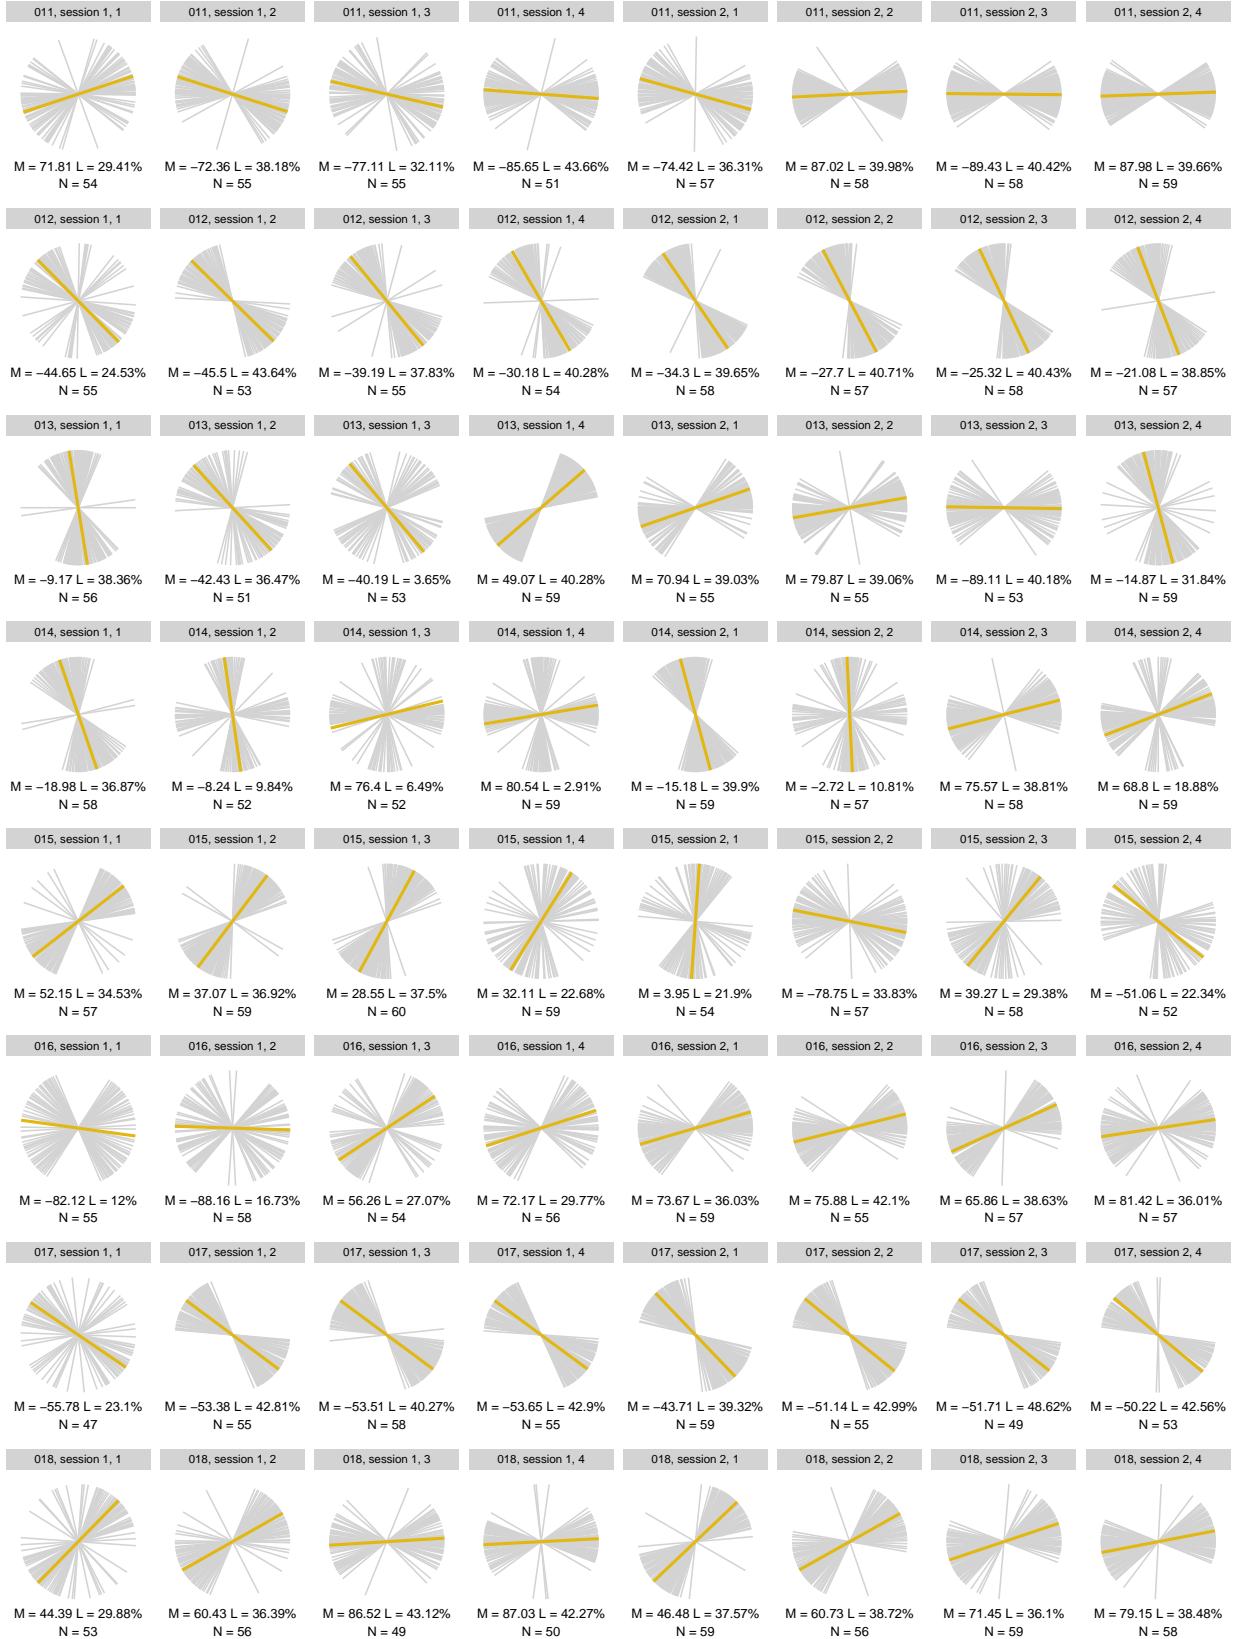 011, session 1, 1 011, session 1, 2 011, session 1, 3 011, session 1, 4 011, session 2, 1 011, session 2, 2 011, session 2, 3 011, session 2, 4
M = 71.81 L = 29.41% M = −72.36 L = 38.18% M = −77.11 L = 32.11% M = −85.65 L = 43.66% M = −74.42 L = 36.31% M = 87.02 L = 39.98% M = −89.43 L = 40.42% M = 87.98 L = 39.66%
N = 54 N = 55 N = 55 N = 51 N = 57 N = 58 N = 58 N = 59
012, session 1, 1 012, session 1, 2 012, session 1, 3 012, session 1, 4 012, session 2, 1 012, session 2, 2 012, session 2, 3 012, session 2, 4
M = −44.65 L = 24.53% M = −45.5 L = 43.64% M = −39.19 L = 37.83% M = −30.18 L = 40.28% M = −34.3 L = 39.65% M = −27.7 L = 40.71% M = −25.32 L = 40.43% M = −21.08 L = 38.85%
N = 55 N = 53 N = 55 N = 54 N = 58 N = 57 N = 58 N = 57
013, session 1, 1 013, session 1, 2 013, session 1, 3 013, session 1, 4 013, session 2, 1 013, session 2, 2 013, session 2, 3 013, session 2, 4
M = −9.17 L = 38.36% M = −42.43 L = 36.47% M = −40.19 L = 3.65% M = 49.07 L = 40.28% M = 70.94 L = 39.03% M = 79.87 L = 39.06% M = −89.11 L = 40.18% M = −14.87 L = 31.84%
N = 56 N = 51 N = 53 N = 59 N = 55 N = 55 N = 53 N = 59
014, session 1, 1 014, session 1, 2 014, session 1, 3 014, session 1, 4 014, session 2, 1 014, session 2, 2 014, session 2, 3 014, session 2, 4
M = −18.98 L = 36.87% M = −8.24 L = 9.84% M = 76.4 L = 6.49% M = 80.54 L = 2.91% M = −15.18 L = 39.9% M = −2.72 L = 10.81% M = 75.57 L = 38.81% M = 68.8 L = 18.88%
N = 58 N = 52 N = 52 N = 59 N = 59 N = 57 N = 58 N = 59
015, session 1, 1 015, session 1, 2 015, session 1, 3 015, session 1, 4 015, session 2, 1 015, session 2, 2 015, session 2, 3 015, session 2, 4
M = 52.15 L = 34.53% M = 37.07 L = 36.92% M = 28.55 L = 37.5% M = 32.11 L = 22.68% M = 3.95 L = 21.9% M = −78.75 L = 33.83% M = 39.27 L = 29.38% M = −51.06 L = 22.34%
N = 57 N = 59 N = 60 N = 59 N = 54 N = 57 N = 58 N = 52
016, session 1, 1 016, session 1, 2 016, session 1, 3 016, session 1, 4 016, session 2, 1 016, session 2, 2 016, session 2, 3 016, session 2, 4
M = −82.12 L = 12% M = −88.16 L = 16.73% M = 56.26 L = 27.07% M = 72.17 L = 29.77% M = 73.67 L = 36.03% M = 75.88 L = 42.1% M = 65.86 L = 38.63% M = 81.42 L = 36.01%
N = 55 N = 58 N = 54 N = 56 N = 59 N = 55 N = 57 N = 57
017, session 1, 1 017, session 1, 2 017, session 1, 3 017, session 1, 4 017, session 2, 1 017, session 2, 2 017, session 2, 3 017, session 2, 4
M = −55.78 L = 23.1% M = −53.38 L = 42.81% M = −53.51 L = 40.27% M = −53.65 L = 42.9% M = −43.71 L = 39.32% M = −51.14 L = 42.99% M = −51.71 L = 48.62% M = −50.22 L = 42.56%
N = 47 N = 55 N = 58 N = 55 N = 59 N = 55 N = 49 N = 53
018, session 1, 1 018, session 1, 2 018, session 1, 3 018, session 1, 4 018, session 2, 1 018, session 2, 2 018, session 2, 3 018, session 2, 4
M = 44.39 L = 29.88% M = 60.43 L = 36.39% M = 86.52 L = 43.12% M = 87.03 L = 42.27% M = 46.48 L = 37.57% M = 60.73 L = 38.72% M = 71.45 L = 36.1% M = 79.15 L = 38.48%
N = 53 N = 56 N = 49 N = 50 N = 59 N = 56 N = 59 N = 58